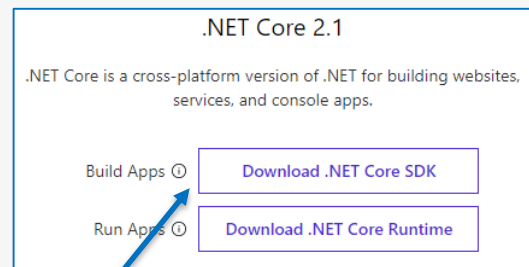 .NET Core 2.1
.NET Core is a cross-platform version of .NET for building websites,
services, and console apps.
Build Apps Download .NET Core SDK
Run Apps Download .NET Core Runtime